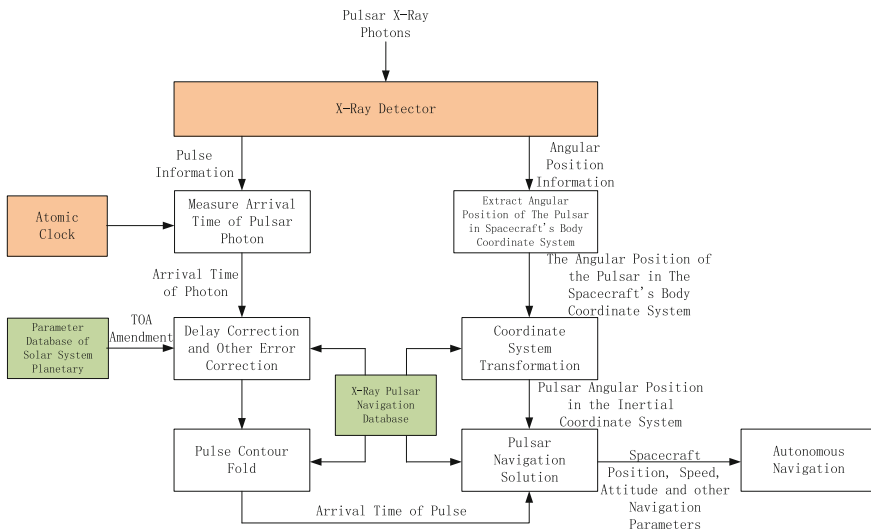 Pulsar X-Ray
Photons
X-Ray Detector
Pulse
Information
Angular
Position
Information
Atomic
Clock
Measure Arrival
Time of Pulsar
Photon
Extract Angular
Position of The Pulsar
in Spacecraft's Body
Coordinate System
Arrival Time
of Photon
The Angular Position of
the Pulsar in The
Spacecraft's Body
Coordinate System
Parameter
Database of
Solar System
Planetary
TOA
Amendment
Delay Correction
and Other Error
Correction
Coordinate
System
Transformation
X-Ray Pulsar
Navigation
Database
Pulsar Angular Position
in the Inertial
Coordinate System
Pulse Contour
Fold
Pulsar
Navigation
Solution
Spacecraft
Position, Speed,
Attitude and other
Navigation
Parameters
Autonomous
Navigation
Arrival Time of Pulse